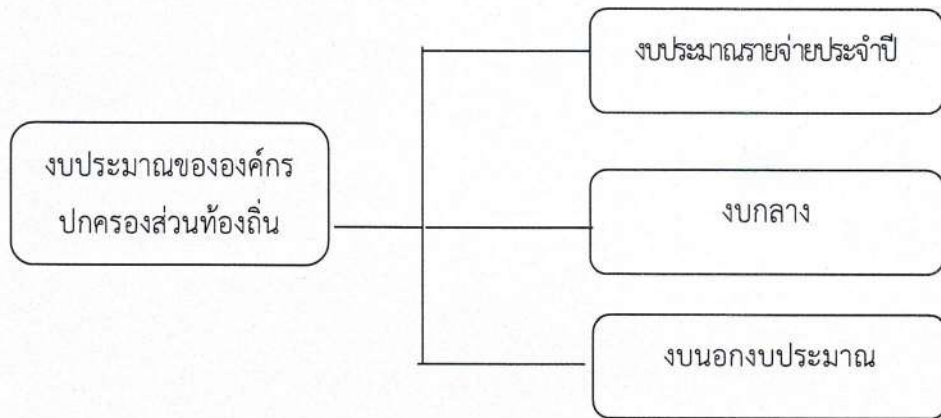 งบประมาณขององค์กร
ปกครองส่วนท้องถิ่น
งบประมาณรายจ่ายประจำปี
งบกลาง
งบนอกงบประมาณ